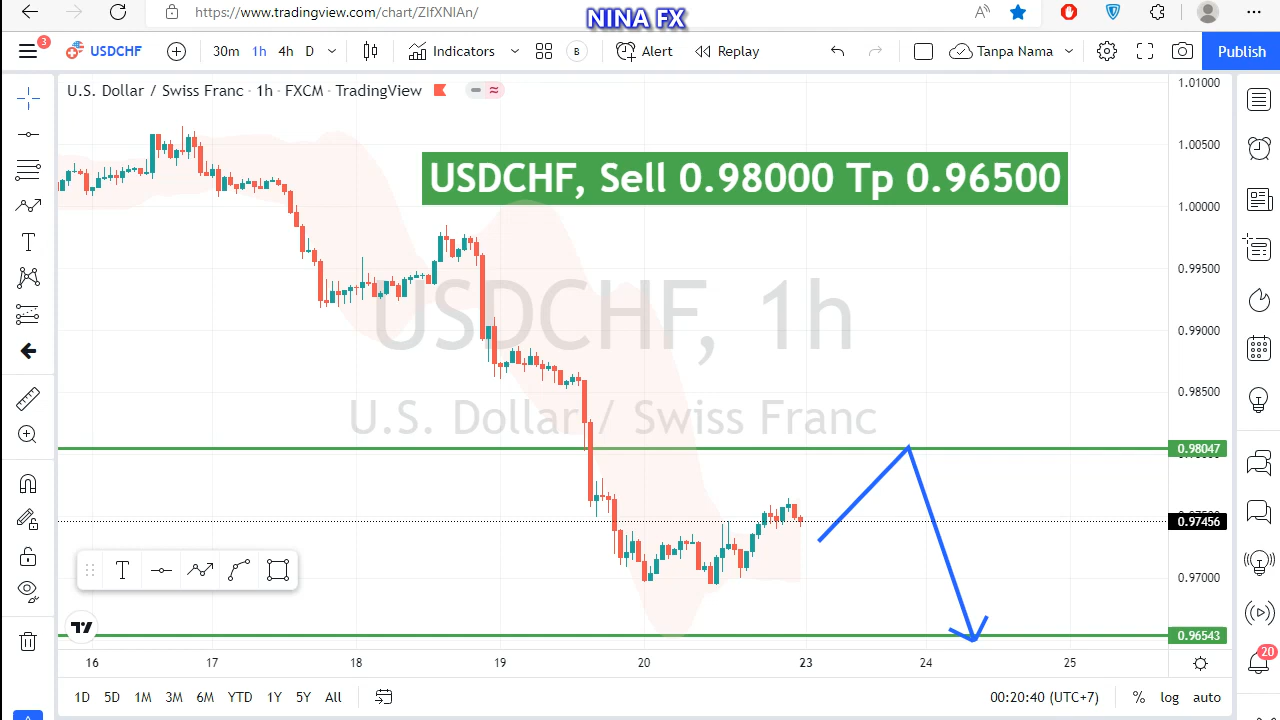 https://www.tradingview.com/chart/ZIfXNIAn/
NINA FX
3
USDCHF
30m 1h 4h D
Indicators
B
Alert
Replay
Tanpa Nama
Publish
U.S. Dollar / Swiss Franc · 1h · FXCM · TradingView
USDCHF, Sell 0.98000 Tp 0.96500
USDCHF, 1h
U.S. Dollar / Swiss Franc
1.01000
1.00500
1.00000
0.99500
0.99000
0.98500
0.98047
0.97456
0.97000
0.96543
T
T
16 17 18 19 20 23 24 25
20
1D 5D 1M 3M 6M YTD 1Y 5Y All
00:20:40 (UTC+7)
% log auto